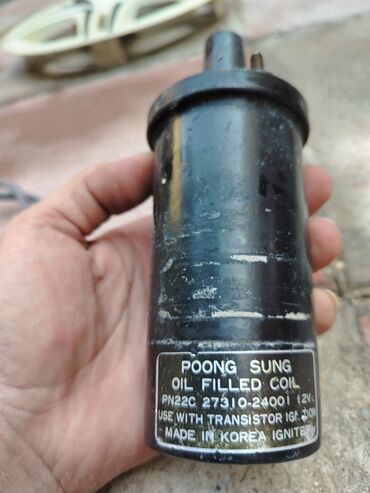 POONG SUNG
OIL FILLED COIL
PN22C 27310-24001 12V.
USE WITH TRANSISTOR IGNITION
MADE IN KOREA IGNITER